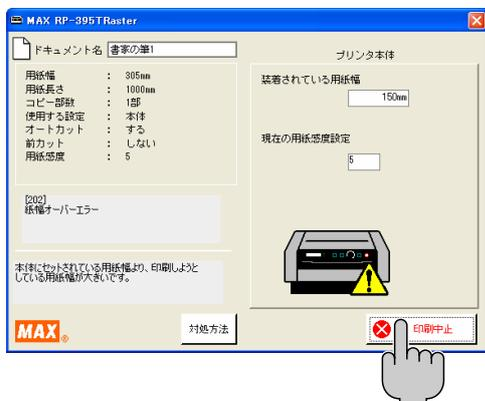 MAX RP-395TRaster
ドキュメント名 書家の筆1
用紙幅 : 305mm
用紙長さ : 1000mm
コピー部数 : 1部
使用する設定 : 本体
オートカット : する
前カット : しない
用紙感度 : 5
[202]
紙幅オーバーエラー
本体にセットされている用紙幅より、印刷しようと
している用紙幅が大きいです。
MAX®
対処方法
プリンタ本体
装着されている用紙幅
150mm
現在の用紙感度設定
5
印刷中止